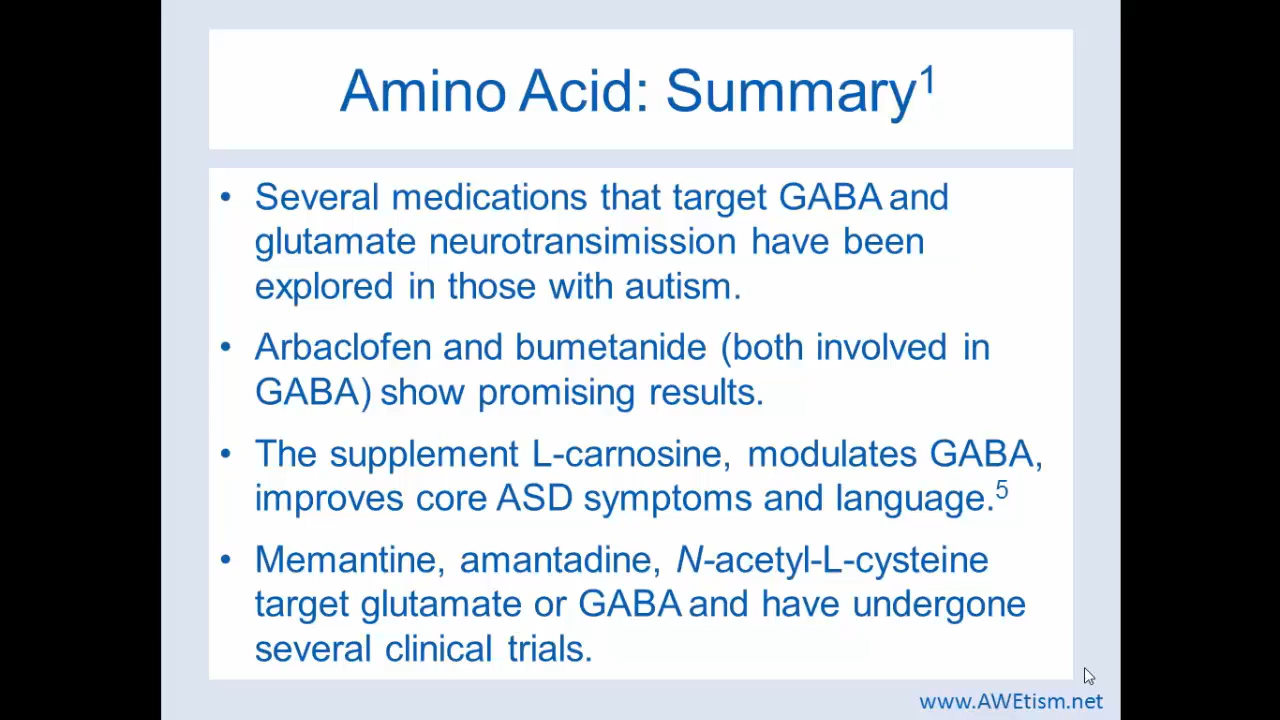 Amino Acid: Summary¹
• Several medications that target GABA and
glutamate neurotransimission have been
explored in those with autism.
• Arbaclofen and bumetanide (both involved in
GABA) show promising results.
• The supplement L-carnosine, modulates GABA,
improves core ASD symptoms and language.⁵
• Memantine, amantadine, N-acetyl-L-cysteine
target glutamate or GABA and have undergone
several clinical trials.
www.AWEtism.net